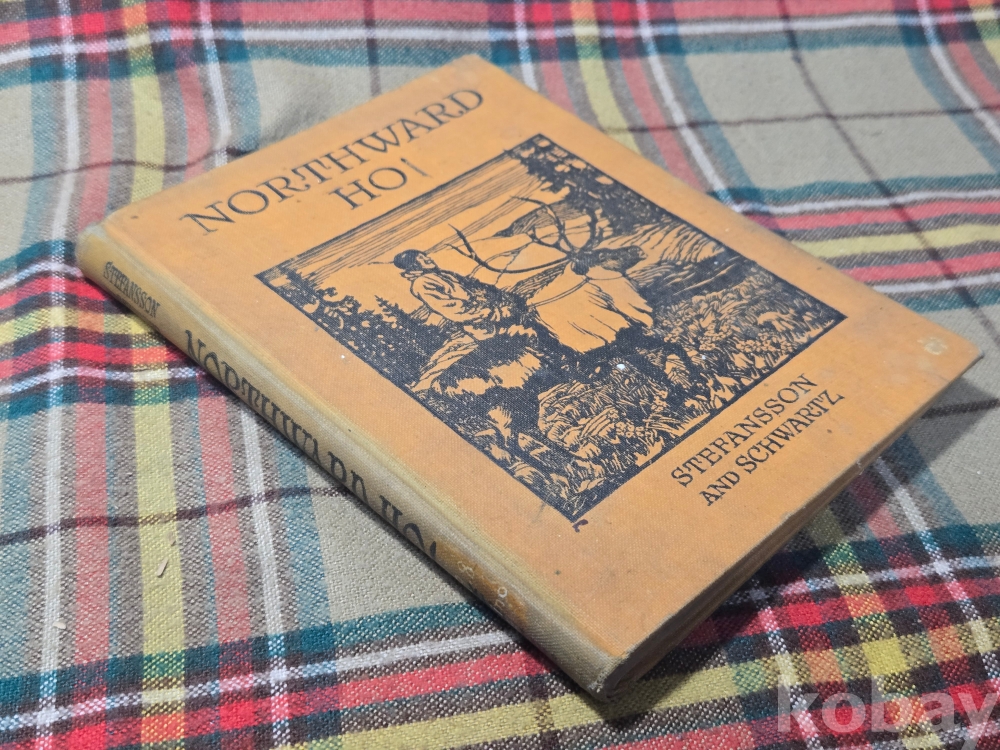 NORTHWARD
HO!
STEFANSSON
AND SCHWARTZ
STEFANSSON
NORTHWARD HO!
kobay